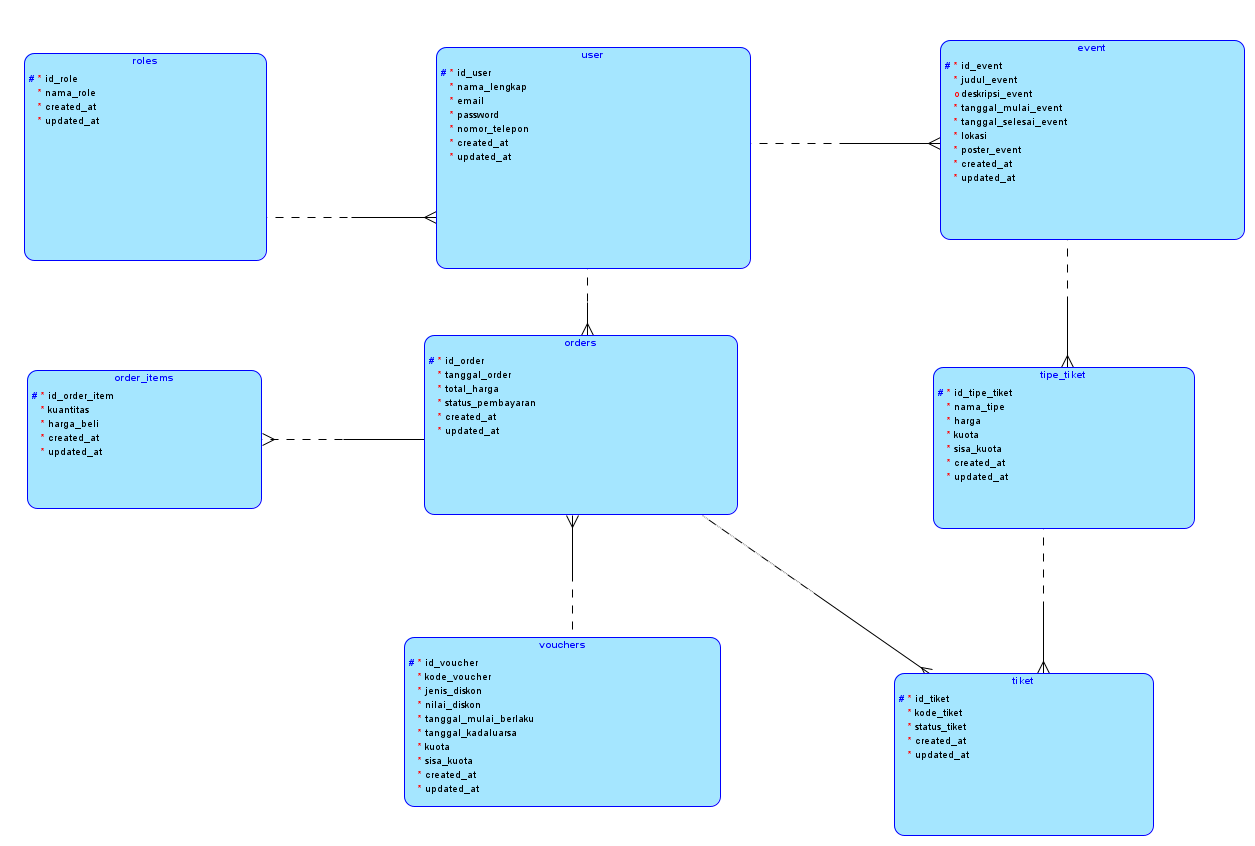 roles
# * id_role
* nama_role
* created_at
* updated_at
user
# * id_user
* nama_lengkap
* email
* password
* nomor_telepon
* created_at
* updated_at
event
# * id_event
* judul_event
o deskripsi_event
* tanggal_mulai_event
* tanggal_selesai_event
* lokasi
* poster_event
* created_at
* updated_at
order_items
# * id_order_item
* kuantitas
* harga_beli
* created_at
* updated_at
orders
# * id_order
* tanggal_order
* total_harga
* status_pembayaran
* created_at
* updated_at
tipe_tiket
# * id_tipe_tiket
* nama_tipe
* harga
* kuota
* sisa_kuota
* created_at
* updated_at
vouchers
# * id_voucher
* kode_voucher
* jenis_diskon
* nilai_diskon
* tanggal_mulai_berlaku
* tanggal_kadaluarsa
* kuota
* sisa_kuota
* created_at
* updated_at
tiket
# * id_tiket
* kode_tiket
* status_tiket
* created_at
* updated_at